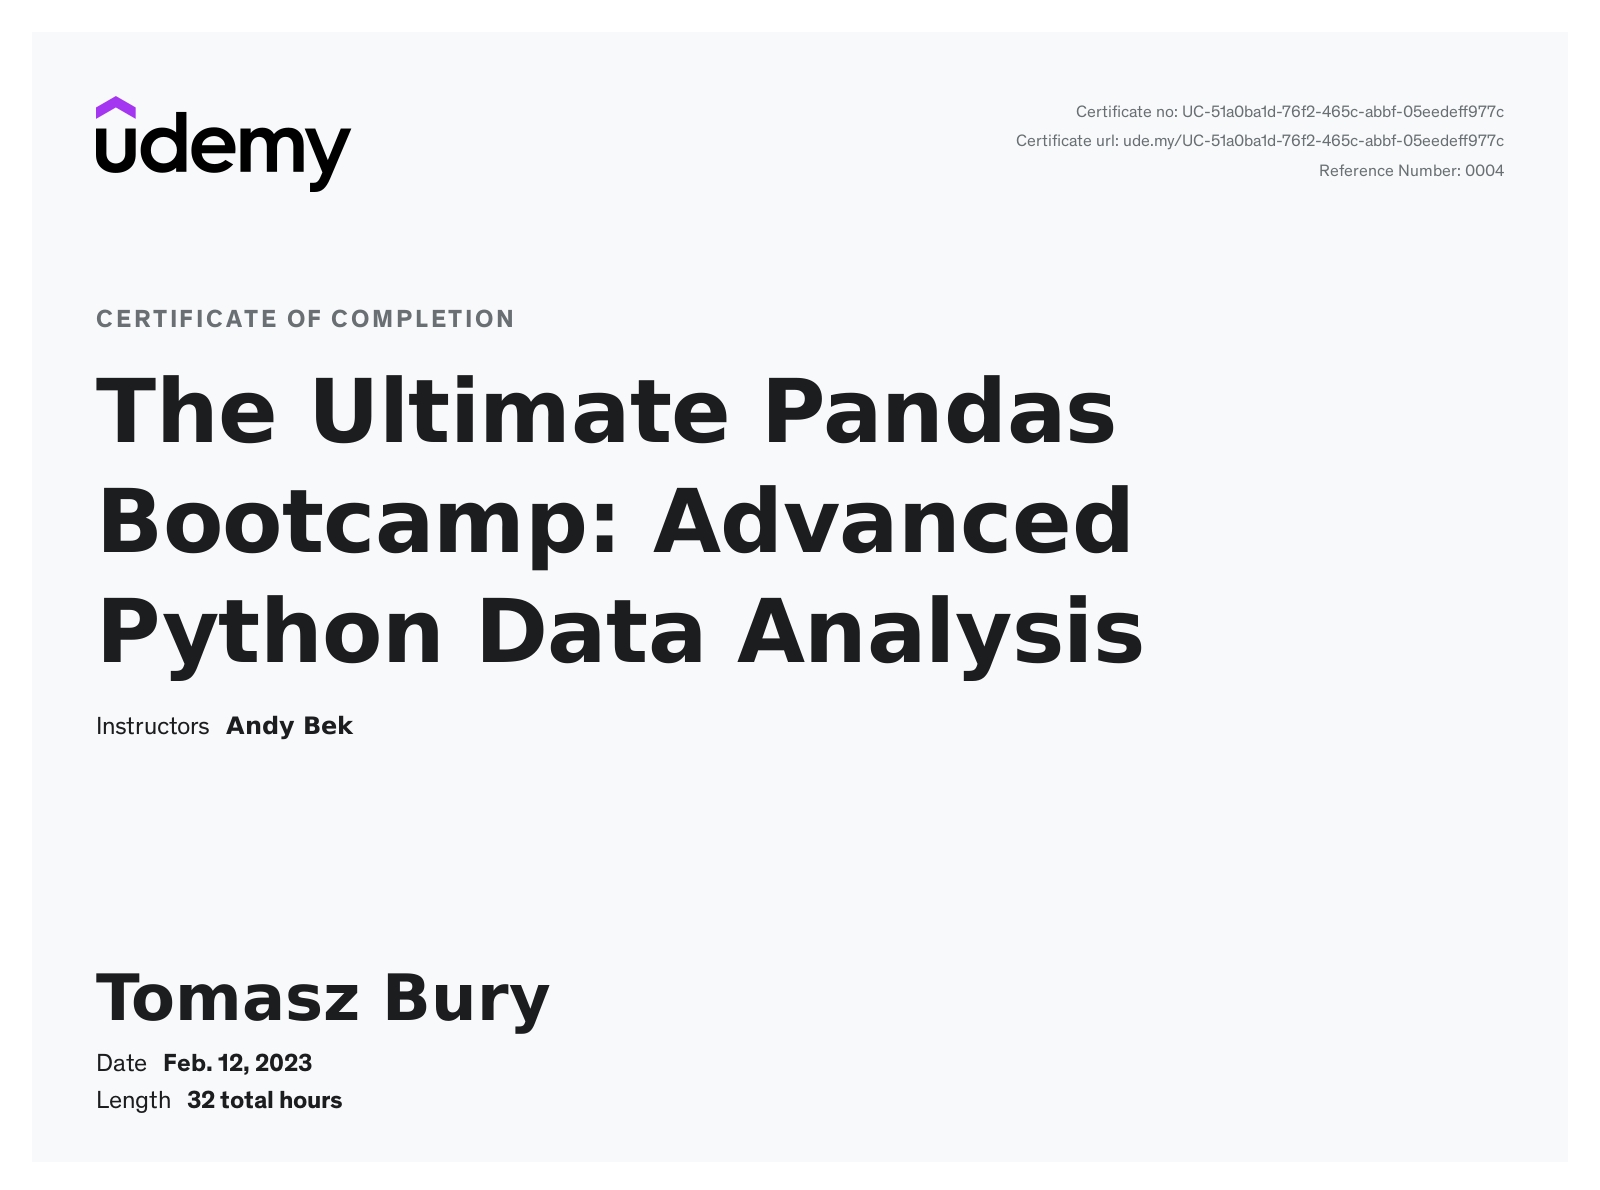 udemy
Certificate no: UC-51a0ba1d-76f2-465c-abbf-05eedeff977c
Certificate url: ude.my/UC-51a0ba1d-76f2-465c-abbf-05eedeff977c
Reference Number: 0004
CERTIFICATE OF COMPLETION
The Ultimate Pandas
Bootcamp: Advanced
Python Data Analysis
Instructors Andy Bek
Tomasz Bury
Date Feb. 12, 2023
Length 32 total hours